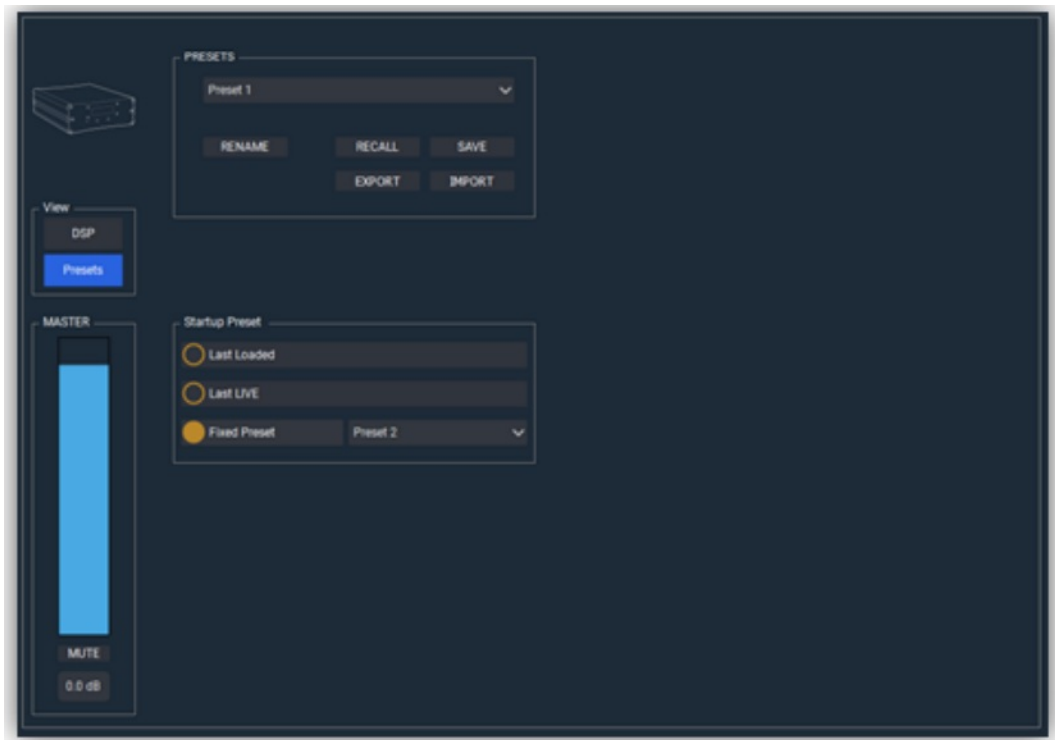 PRESETS
Preset 1
RENAME
RECALL
SAVE
EXPORT
IMPORT
View
DSP
Presets
MASTER
MUTE
0.0 dB
Startup Preset
Last Loaded
Last LIVE
Fixed Preset
Preset 2